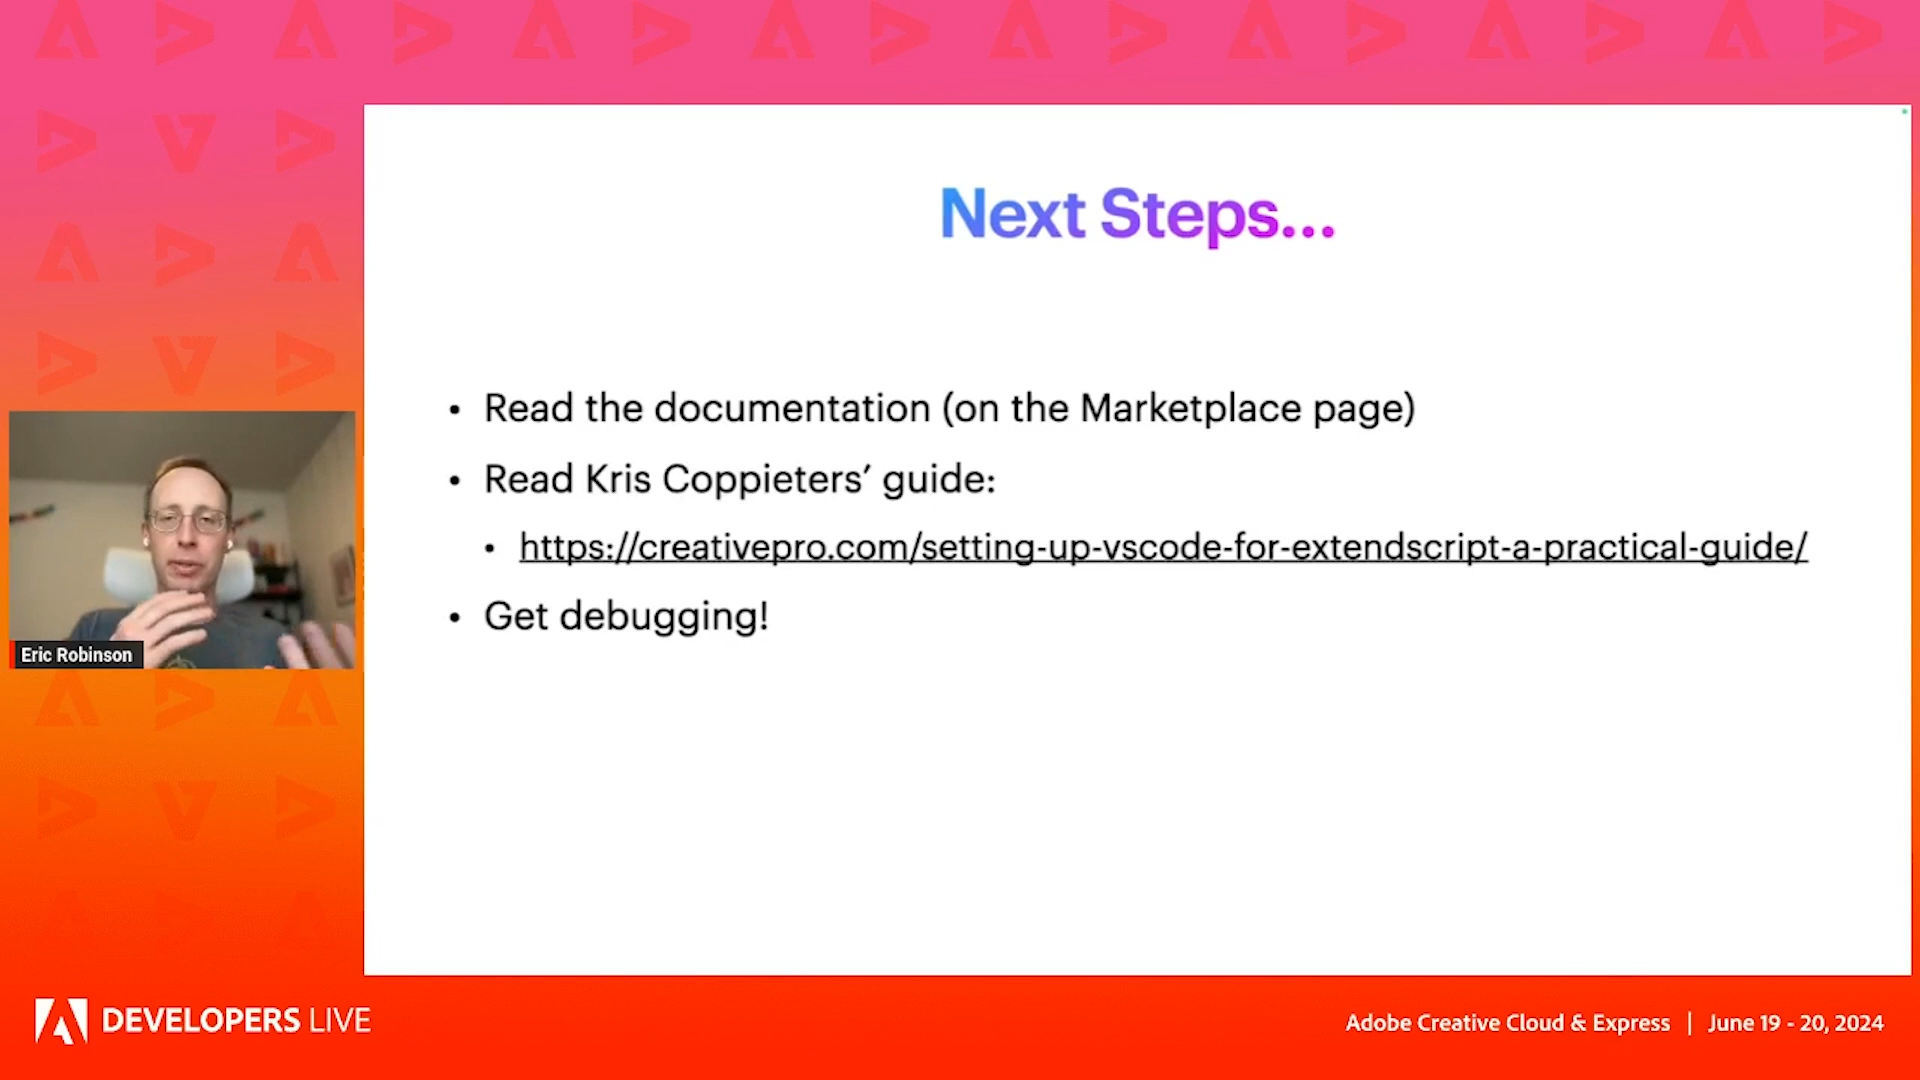 Next Steps...
• Read the documentation (on the Marketplace page)
• Read Kris Coppieters’ guide:
• https://creativepro.com/setting-up-vscode-for-extendscript-a-practical-guide/
• Get debugging!
Eric Robinson
DEVELOPERS LIVE
Adobe Creative Cloud & Express | June 19 - 20, 2024